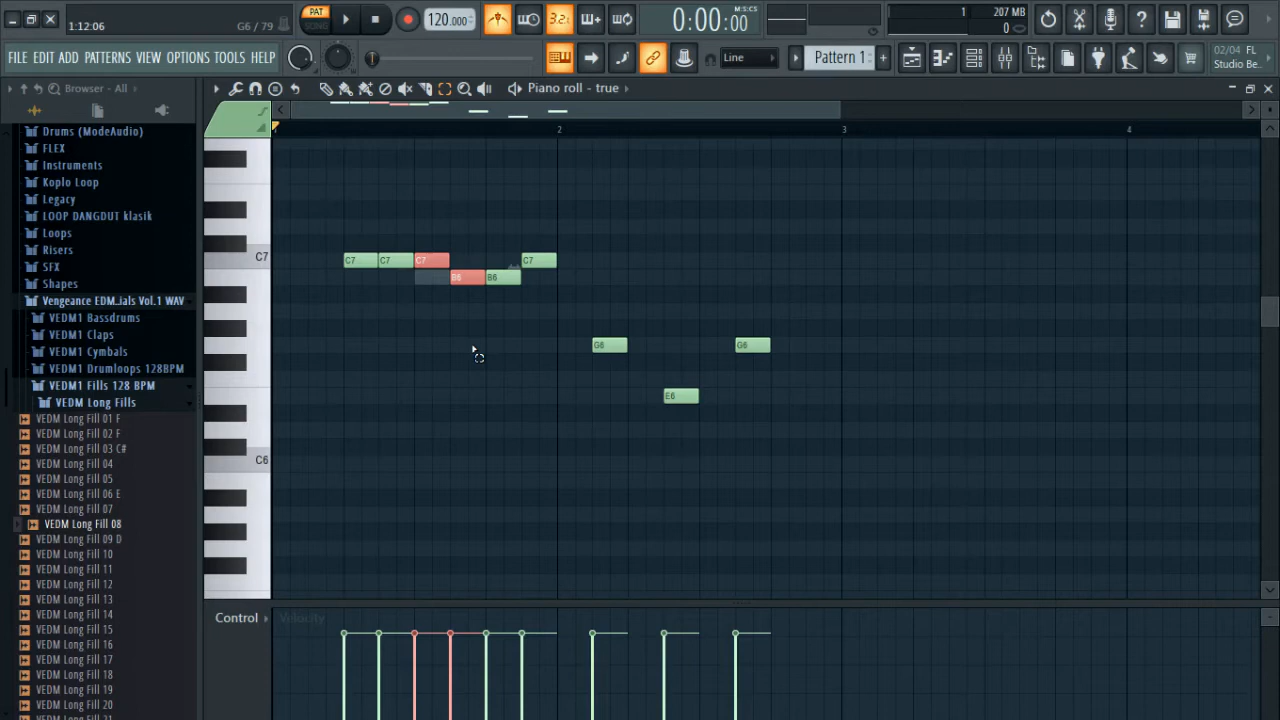 1:12:06
G6 / 79
PAT
SONG
120.000
3.2.
0:00:00
M:S:CS
1
207 MB
0
FILE EDIT ADD PATTERNS VIEW OPTIONS TOOLS HELP
Line
Pattern 1
02/04 FL
Studio Be..
Browser - All
Piano roll - true
Drums (ModeAudio)
FLEX
Instruments
Koplo Loop
Legacy
LOOP DANGDUT klasik
Loops
Risers
SFX
Shapes
Vengeance EDM..ials Vol.1 WAV
VEDM1 Bassdrums
VEDM1 Claps
VEDM1 Cymbals
VEDM1 Drumloops 128BPM
VEDM1 Fills 128 BPM
VEDM Long Fills
VEDM Long Fill 01 F
VEDM Long Fill 02 F
VEDM Long Fill 03 C#
VEDM Long Fill 04
VEDM Long Fill 05
VEDM Long Fill 06 E
VEDM Long Fill 07
VEDM Long Fill 08
VEDM Long Fill 09 D
VEDM Long Fill 10
VEDM Long Fill 11
VEDM Long Fill 12
VEDM Long Fill 13
VEDM Long Fill 14
VEDM Long Fill 15
VEDM Long Fill 16
VEDM Long Fill 17
VEDM Long Fill 18
VEDM Long Fill 19
VEDM Long Fill 20
2
3
4
C7
C7
C7
C7
C7
B6
B6
G6
G6
E6
C6
Control
Velocity